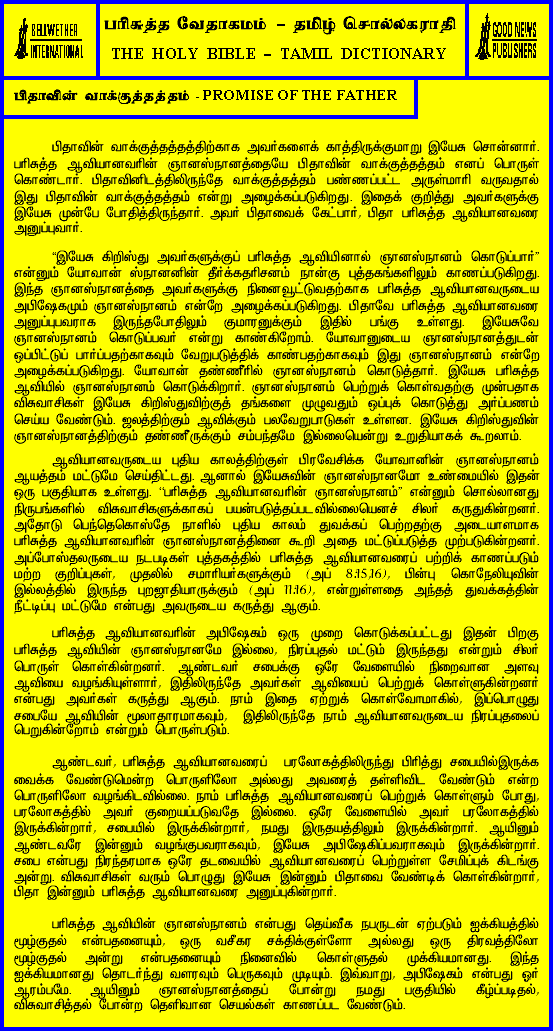 BELLWETHER INTERNATIONAL
பரிசுத்த வேதாகமம் – தமிழ் சொல்லகராதி
THE HOLY BIBLE – TAMIL DICTIONARY
GOOD NEWS PUBLISHERS
பிதாவின் வாக்குத்தத்தம் - PROMISE OF THE FATHER
பிதாவின் வாக்குத்தத்தத்திற்காக அவர்களைக் காத்திருக்குமாறு இயேசு சொன்னார்.
பரிசுத்த ஆவியானவரின் ஞானஸ்நானத்தையே பிதாவின் வாக்குத்தத்தம் எனப் பொருள்
கொண்டார். பிதாவினிடத்திலிருந்தே வாக்குத்தத்தம் பண்ணப்பட்ட அருள்மாரி வருவதால்
இது பிதாவின் வாக்குத்தத்தம் என்று அழைக்கப்படுகிறது. இதைக் குறித்து அவர்களுக்கு
இயேசு முன்பே போதித்திருந்தார். அவர் பிதாவைக் கேட்பார், பிதா பரிசுத்த ஆவியானவரை
அனுப்புவார்.
“இயேசு கிறிஸ்து அவர்களுக்குப் பரிசுத்த ஆவியினால் ஞானஸ்நானம் கொடுப்பார்”
என்னும் யோவான் ஸ்நானனின் தீர்க்கதரிசனம் நான்கு புத்தகங்களிலும் காணப்படுகிறது.
இந்த ஞானஸ்நானத்தை அவர்களுக்கு நினைவூட்டுவதற்காக பரிசுத்த ஆவியானவருடைய
அபிஷேகமும் ஞானஸ்நானம் என்றே அழைக்கப்படுகிறது. பிதாவே பரிசுத்த ஆவியானவரை
அனுப்புபவராக இருந்தபோதிலும் குமாரனுக்கும் இதில் பங்கு உள்ளது. இயேசுவே
ஞானஸ்நானம் கொடுப்பவர் என்று காண்கிறோம். யோவானுடைய ஞானஸ்நானத்துடன்
ஒப்பிட்டுப் பார்ப்பதற்காகவும் வேறுபடுத்திக் காண்பதற்காகவும் இது ஞானஸ்நானம் என்றே
அழைக்கப்படுகிறது. யோவான் தண்ணீரில் ஞானஸ்நானம் கொடுத்தார். இயேசு பரிசுத்த
ஆவியில் ஞானஸ்நானம் கொடுக்கிறார். ஞானஸ்நானம் பெற்றுக் கொள்வதற்கு முன்பதாக
விசுவாசிகள் இயேசு கிறிஸ்துவிற்குத் தங்களை முழுவதும் ஒப்புக் கொடுத்து அர்ப்பணம்
செய்ய வேண்டும். ஜலத்திற்கும் ஆவிக்கும் பலவேறுபாடுகள் உள்ளன. இயேசு கிறிஸ்துவின்
ஞானஸ்நானத்திற்கும் தண்ணீருக்கும் சம்பந்தமே இல்லையென்று உறுதியாகக் கூறலாம்.
ஆவியானவருடைய புதிய காலத்திற்குள் பிரவேசிக்க யோவானின் ஞானஸ்நானம்
ஆயத்தம் மட்டுமே செய்திட்டது. ஆனால் இயேசுவின் ஞானஸ்நானமோ உண்மையில் இதன்
ஒரு பகுதியாக உள்ளது. “பரிசுத்த ஆவியானவரின் ஞானஸ்நானம்” என்னும் சொல்லானது
நிருபங்களில் விசுவாசிகளுக்காகப் பயன்படுத்தப்படவில்லையெனச் சிலர் கருதுகின்றனர்.
அதோடு பெந்தெகொஸ்தே நாளில் புதிய காலம் துவக்கப் பெற்றதற்கு அடையாளமாக
பரிசுத்த ஆவியானவரின் ஞானஸ்நானத்தினை கூறி அதை மட்டுப்படுத்த முற்படுகின்றனர்.
அப்போஸ்தலருடைய நடபடிகள் புத்தகத்தில் பரிசுத்த ஆவியானவரைப் பற்றிக் காணப்படும்
மற்ற குறிப்புகள், முதலில் சமாரியர்களுக்கும் (அப் 8:15,16), பின்பு கொநேலியுவின்
இல்லத்தில் இருந்த புறஜாதியாருக்கும் (அப் 11:16), என்றுள்ளதை அந்தத் துவக்கத்தின்
நீட்டிப்பு மட்டுமே என்பது அவருடைய கருத்து ஆகும்.
பரிசுத்த ஆவியானவரின் அபிஷேகம் ஒரு முறை கொடுக்கப்பட்டது இதன் பிறகு
பரிசுத்த ஆவியின் ஞானஸ்நானமே இல்லை, நிரப்புதல் மட்டும் இருந்தது என்றும் சிலர்
பொருள் கொள்கின்றனர். ஆண்டவர் சபைக்கு ஒரே வேளையில் நிறைவான அளவு
ஆவியை வழங்கியுள்ளார், இதிலிருந்தே அவர்கள் ஆவியைப் பெற்றுக் கொள்ளுகின்றனர்
என்பது அவர்கள் கருத்து ஆகும். நாம் இதை ஏற்றுக் கொள்வோமாகில், இப்பொழுது
சபையே ஆவியின் மூலாதாரமாகவும், இதிலிருந்தே நாம் ஆவியானவருடைய நிரப்புதலைப்
பெறுகின்றோம் என்றும் பொருள்படும்.
ஆண்டவர், பரிசுத்த ஆவியானவரைப் பரலோகத்திலிருந்து பிரித்து சபையில்இருக்க
வைக்க வேண்டுமென்ற பொருளிலோ அல்லது அவரைத் தள்ளிவிட வேண்டும் என்ற
பொருளிலோ வழங்கிடவில்லை. நாம் பரிசுத்த ஆவியானவரைப் பெற்றுக் கொள்ளும் போது,
பரலோகத்தில் அவர் குறையப்படுவதே இல்லை. ஒரே வேளையில் அவர் பரலோகத்தில்
இருக்கின்றார், சபையில் இருக்கின்றார், நமது இருதயத்திலும் இருக்கின்றார். ஆயினும்
ஆண்டவரே இன்னும் வழங்குபவராகவும், இயேசு அபிஷேகிப்பவராகவும் இருக்கின்றார்.
சபை என்பது நிரந்தரமாக ஒரே தடவையில் ஆவியானவரைப் பெற்றுள்ள சேமிப்புக் கிடங்கு
அன்று. விசுவாசிகள் வரும் பொழுது இயேசு இன்னும் பிதாவை வேண்டிக் கொள்கின்றார்,
பிதா இன்னும் பரிசுத்த ஆவியானவரை அனுப்புகின்றார்.
பரிசுத்த ஆவியின் ஞானஸ்நானம் என்பது தெய்வீக நபருடன் ஏற்படும் ஐக்கியத்தில்
மூழ்குதல் என்பதனையும், ஒரு வசீகர சக்திக்குள்ளோ அல்லது ஒரு திரவத்திலோ
மூழ்குதல் அன்று என்பதனையும் நினைவில் கொள்ளுதல் முக்கியமானது. இந்த
ஐக்கியமானது தொடர்ந்து வளரவும் பெருகவும் முடியும். இவ்வாறு, அபிஷேகம் என்பது ஓர்
ஆரம்பமே. ஆயினும் ஞானஸ்நானத்தைப் போன்று நமது பகுதியில் கீழ்ப்படிதல்,
விசுவாசித்தல் போன்ற தெளிவான செயல்கள் காணப்பட வேண்டும்.